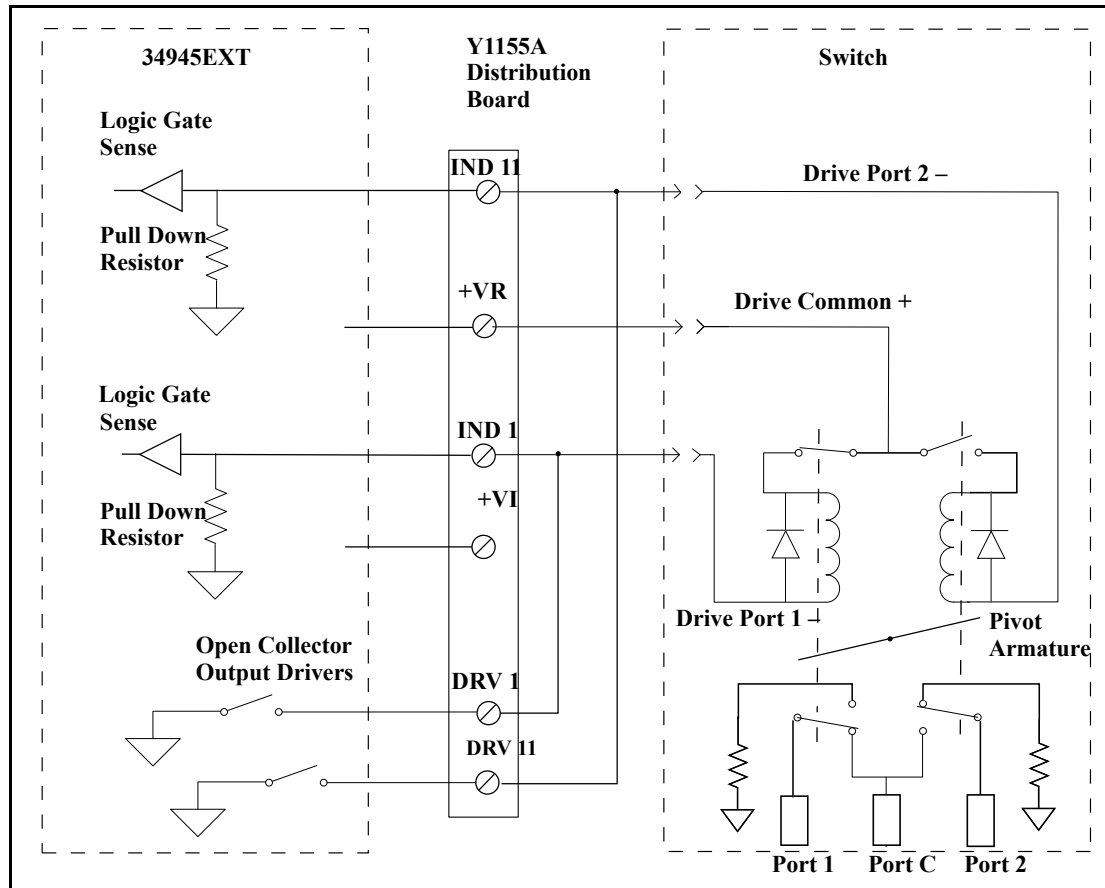 34945EXT
Y1155A
Distribution
Board
Switch
Logic Gate
Sense
IND 11
Drive Port 2 –
Pull Down
Resistor
+VR
Drive Common +
Logic Gate
Sense
IND 1
+VI
Pull Down
Resistor
Drive Port 1 –
Pivot
Armature
Open Collector
Output Drivers
DRV 1
DRV 11
Port 1
Port C
Port 2